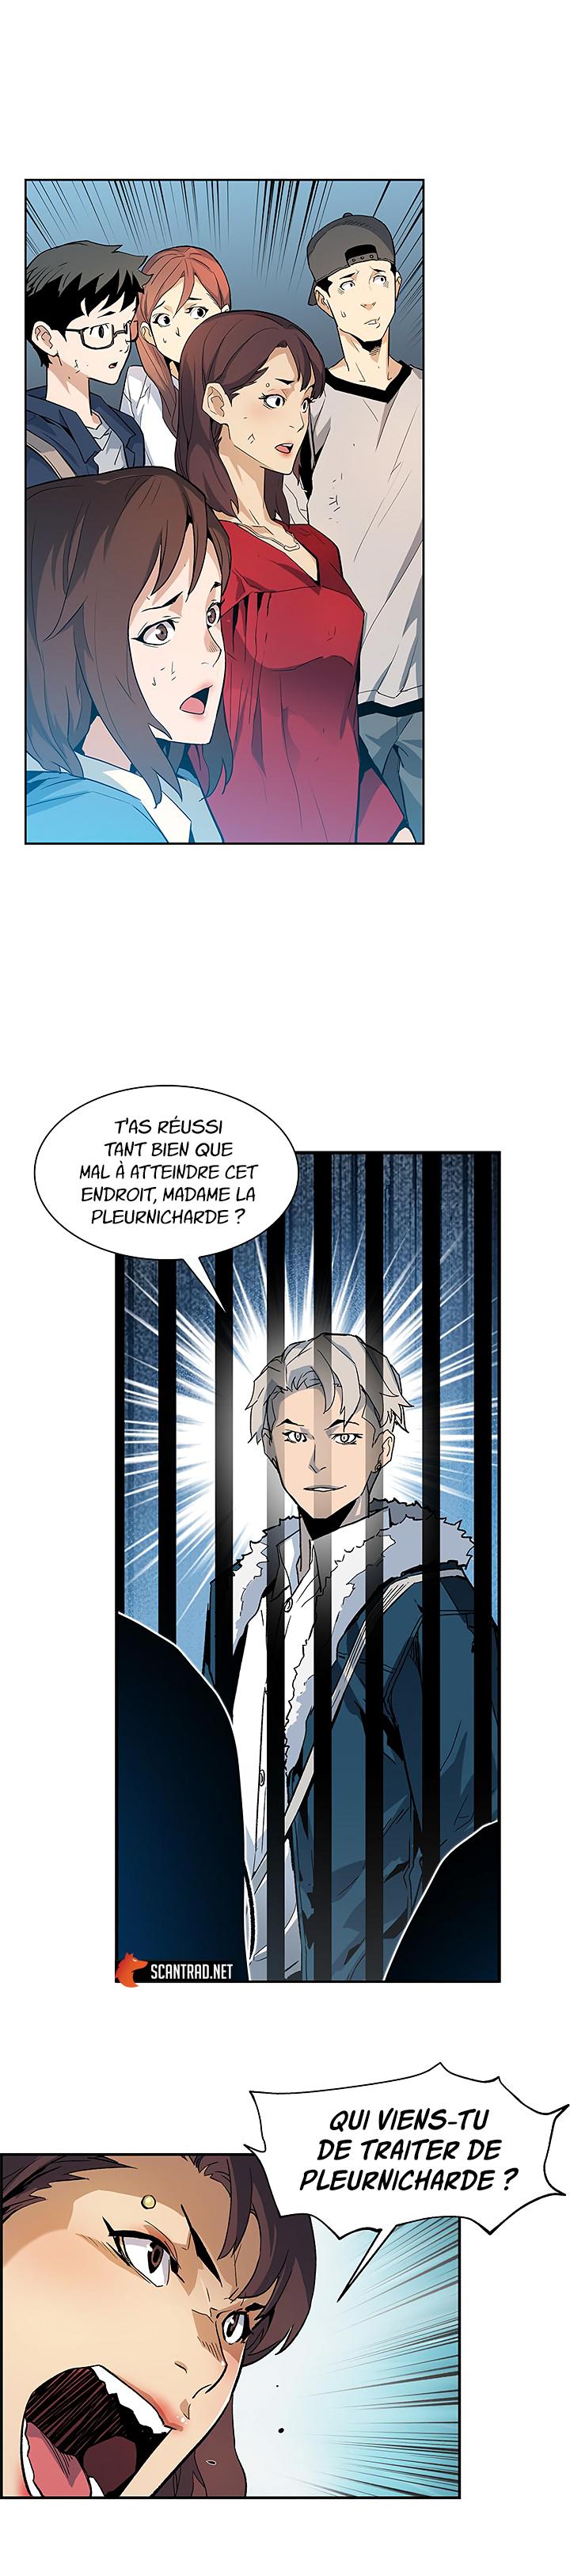 T'AS RÉUSSI
TANT BIEN QUE
MAL À ATTEINDRE CET
ENDROIT, MADAME LA
PLEURNICHARDE ?
SCANTRAD.NET
QUI VIENS-TU
DE TRAITER DE
PLEURNICHARDE ?